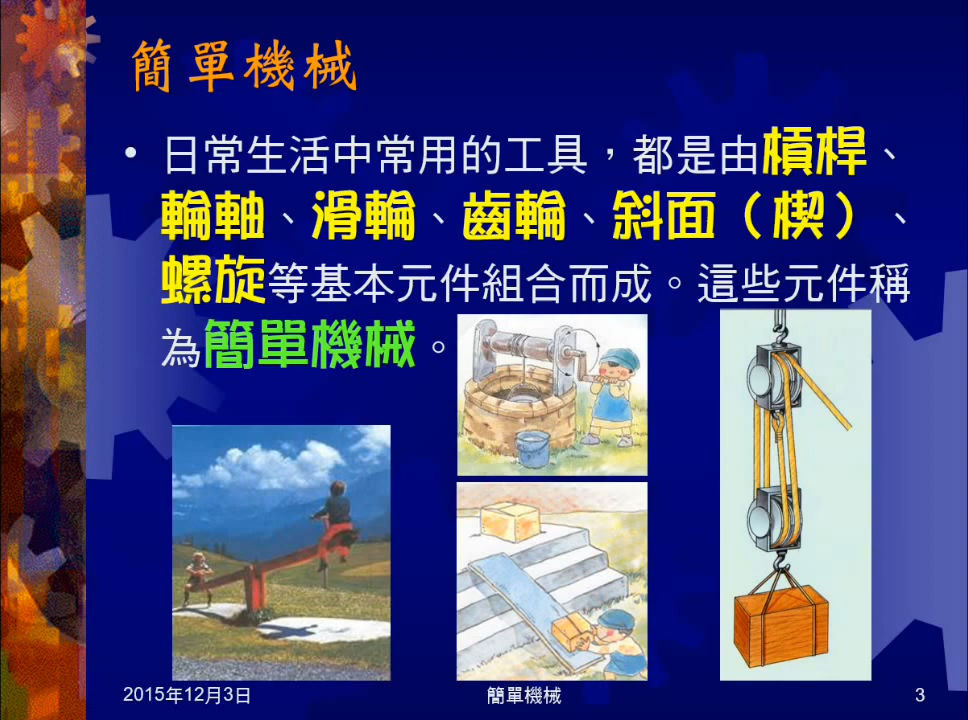 簡單機械
• 日常生活中常用的工具，都是由槓桿、
輪軸、滑輪、齒輪、斜面（楔）、
螺旋等基本元件組合而成。這些元件稱
為簡單機械。
2015年12月3日
簡單機械
3